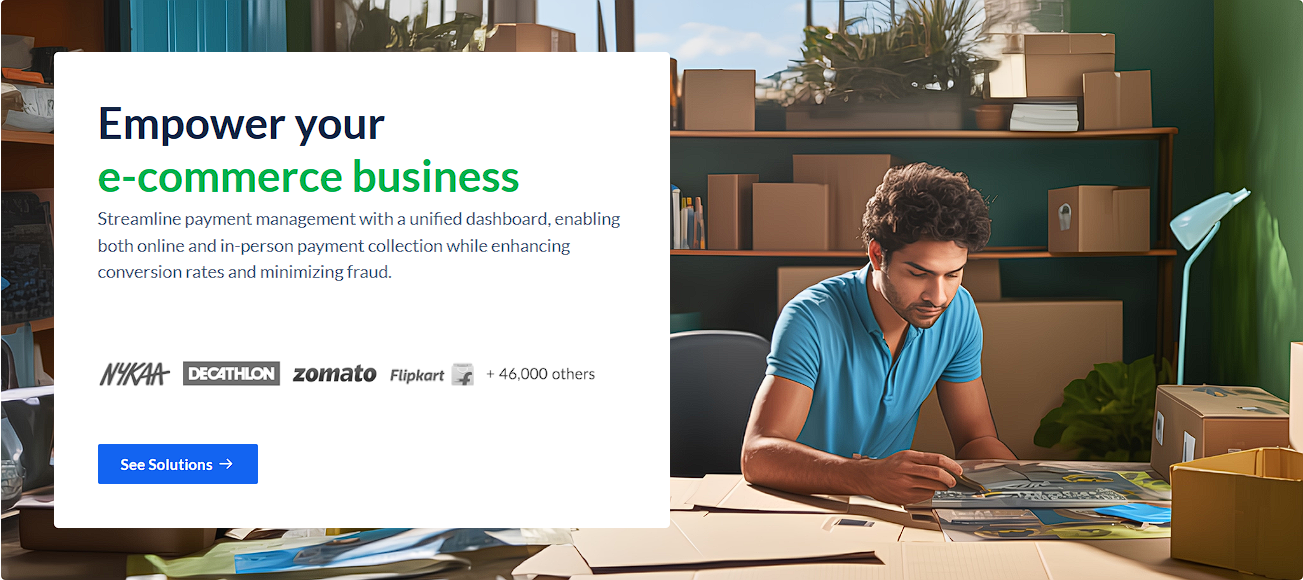 Empower your
e-commerce business
Streamline payment management with a unified dashboard, enabling
both online and in-person payment collection while enhancing
conversion rates and minimizing fraud.
NYKAA DECATHLON zomato Flipkart + 46,000 others
See Solutions →